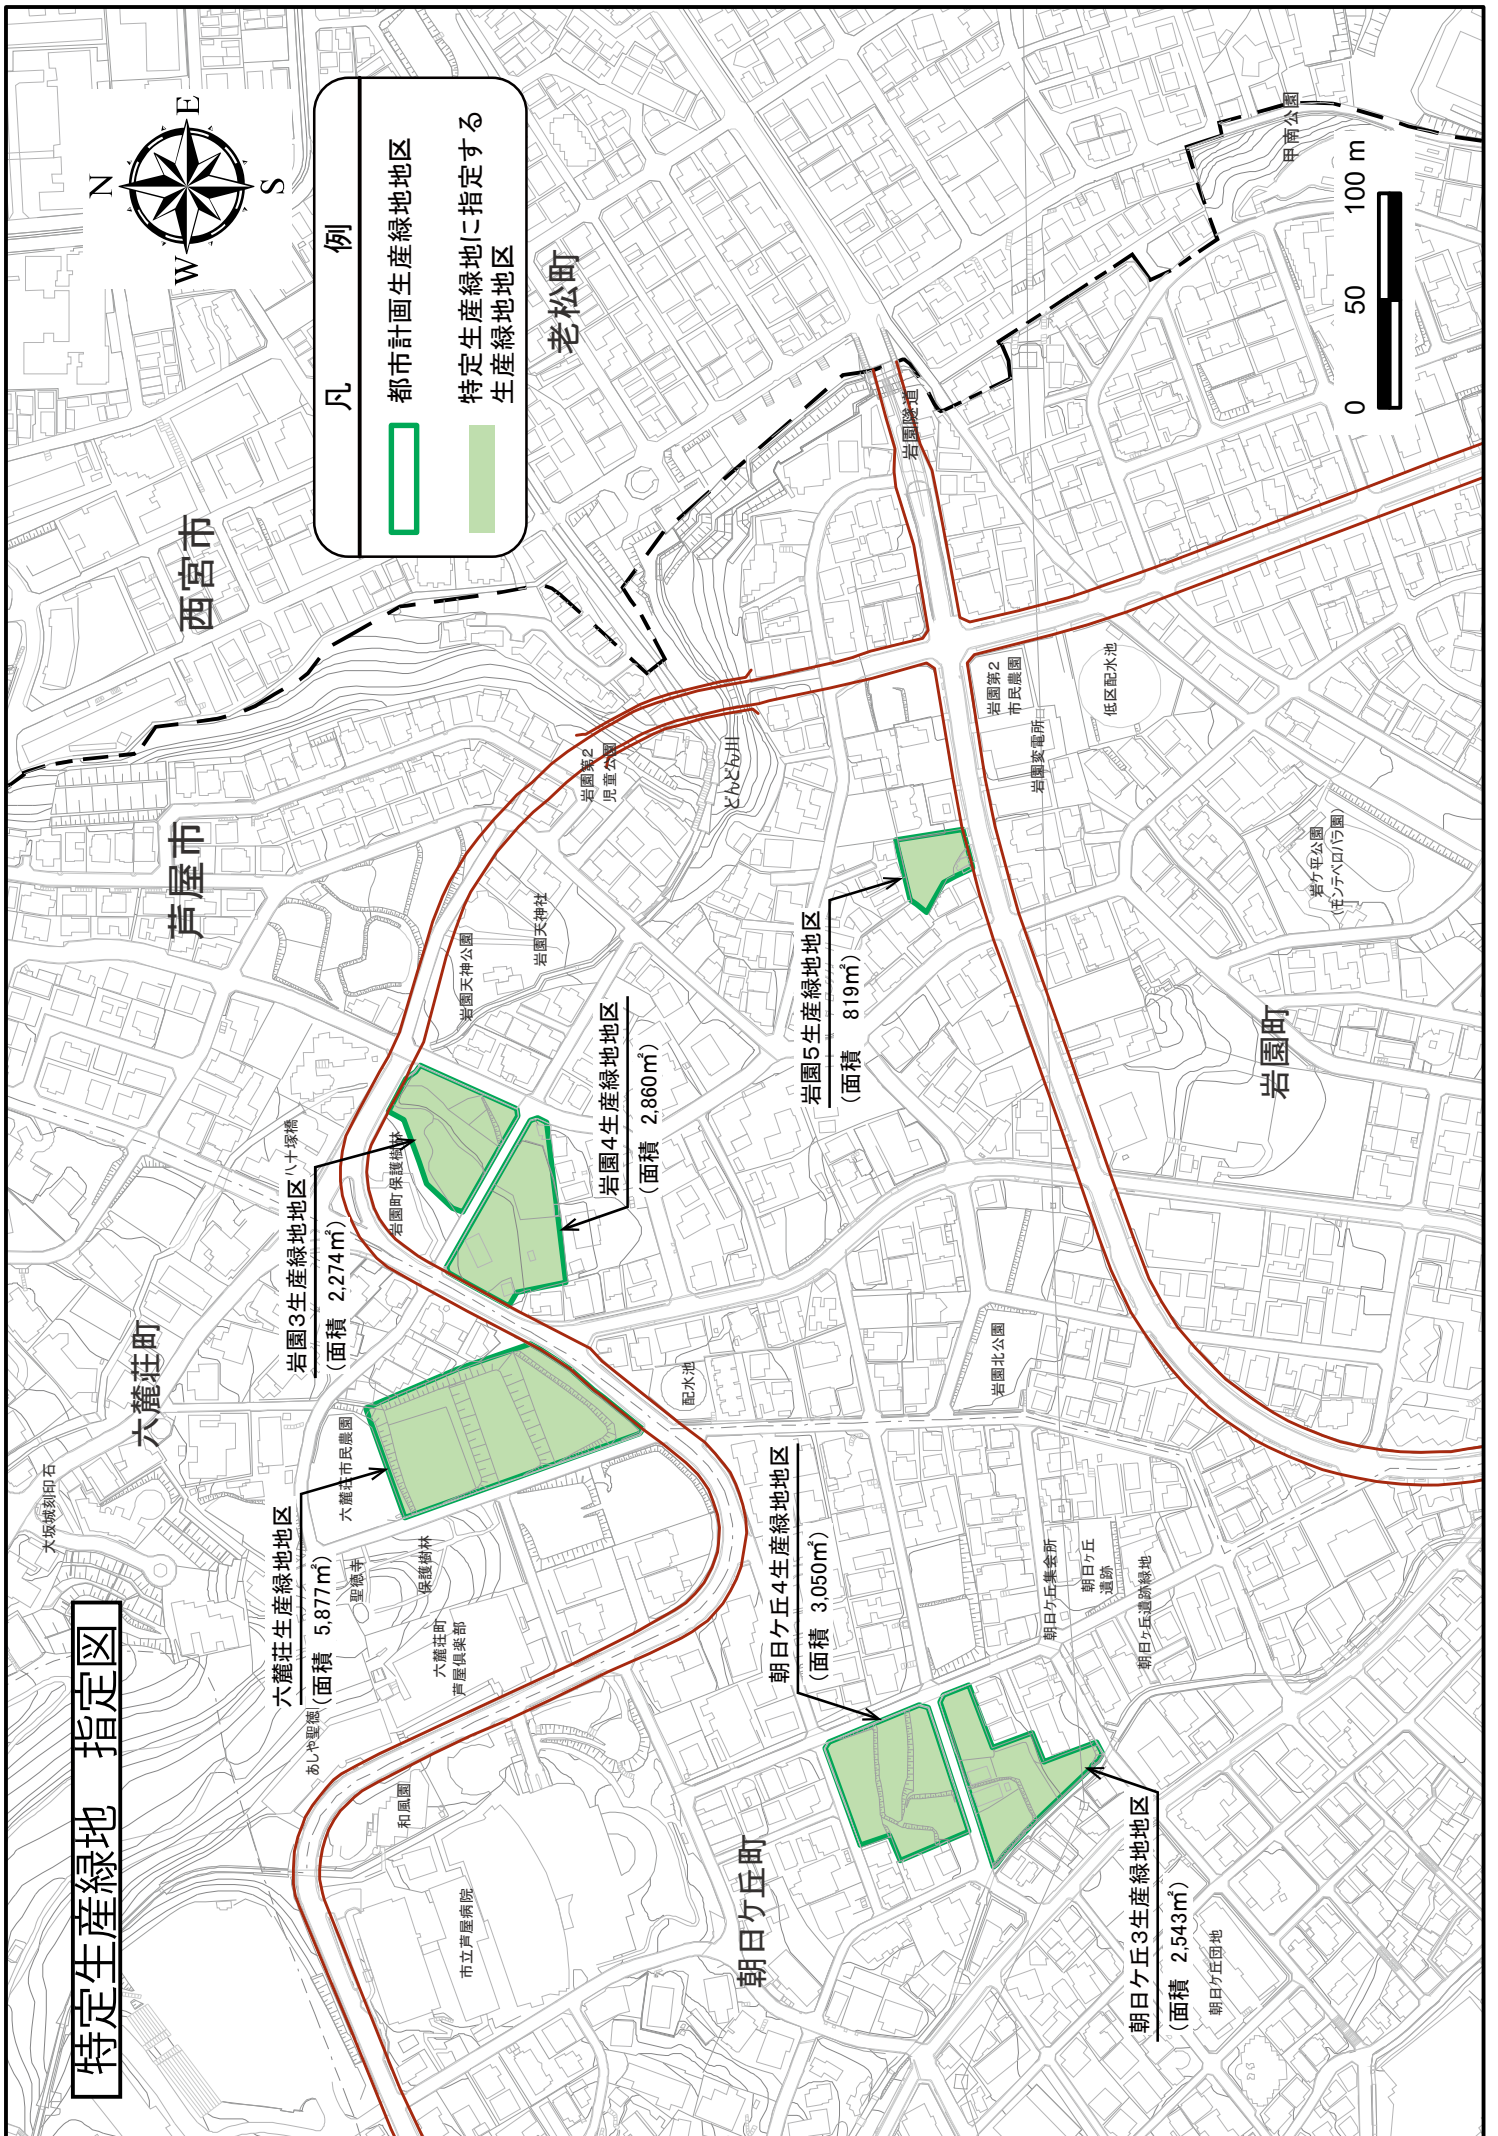 特定生産緑地　指定図
N
E
S
W
凡　例
都市計画生産緑地地区
特定生産緑地に指定する
生産緑地地区
西宮市
芦屋市
老松町
六麓荘町
岩園町
朝日ケ丘町
六麓荘生産緑地地区
(面積 5,877㎡)
岩園3生産緑地地区
(面積 2,274㎡)
岩園4生産緑地地区
(面積 2,860㎡)
岩園5生産緑地地区
(面積 819㎡)
朝日ケ丘4生産緑地地区
(面積 3,050㎡)
朝日ケ丘3生産緑地地区
(面積 2,543㎡)
大坂城刻印石
六麓荘市民農園
聖徳寺
保護樹林
六麓荘町
芦屋倶楽部
あしや聖徳
和風園
市立芦屋病院
八十塚橋
岩園町保護樹林
岩園天神公園
岩園天神社
岩園第2
児童公園
どんどん川
岩園隧道
甲南公園
岩園第2
市民農園
岩園変電所
低区配水池
岩ケ平公園
(モンテベロバラ園)
配水池
岩園北公園
朝日ケ丘集会所
朝日ケ丘
遺跡
朝日ケ丘遺跡緑地
朝日ケ丘団地
0 50 100 m